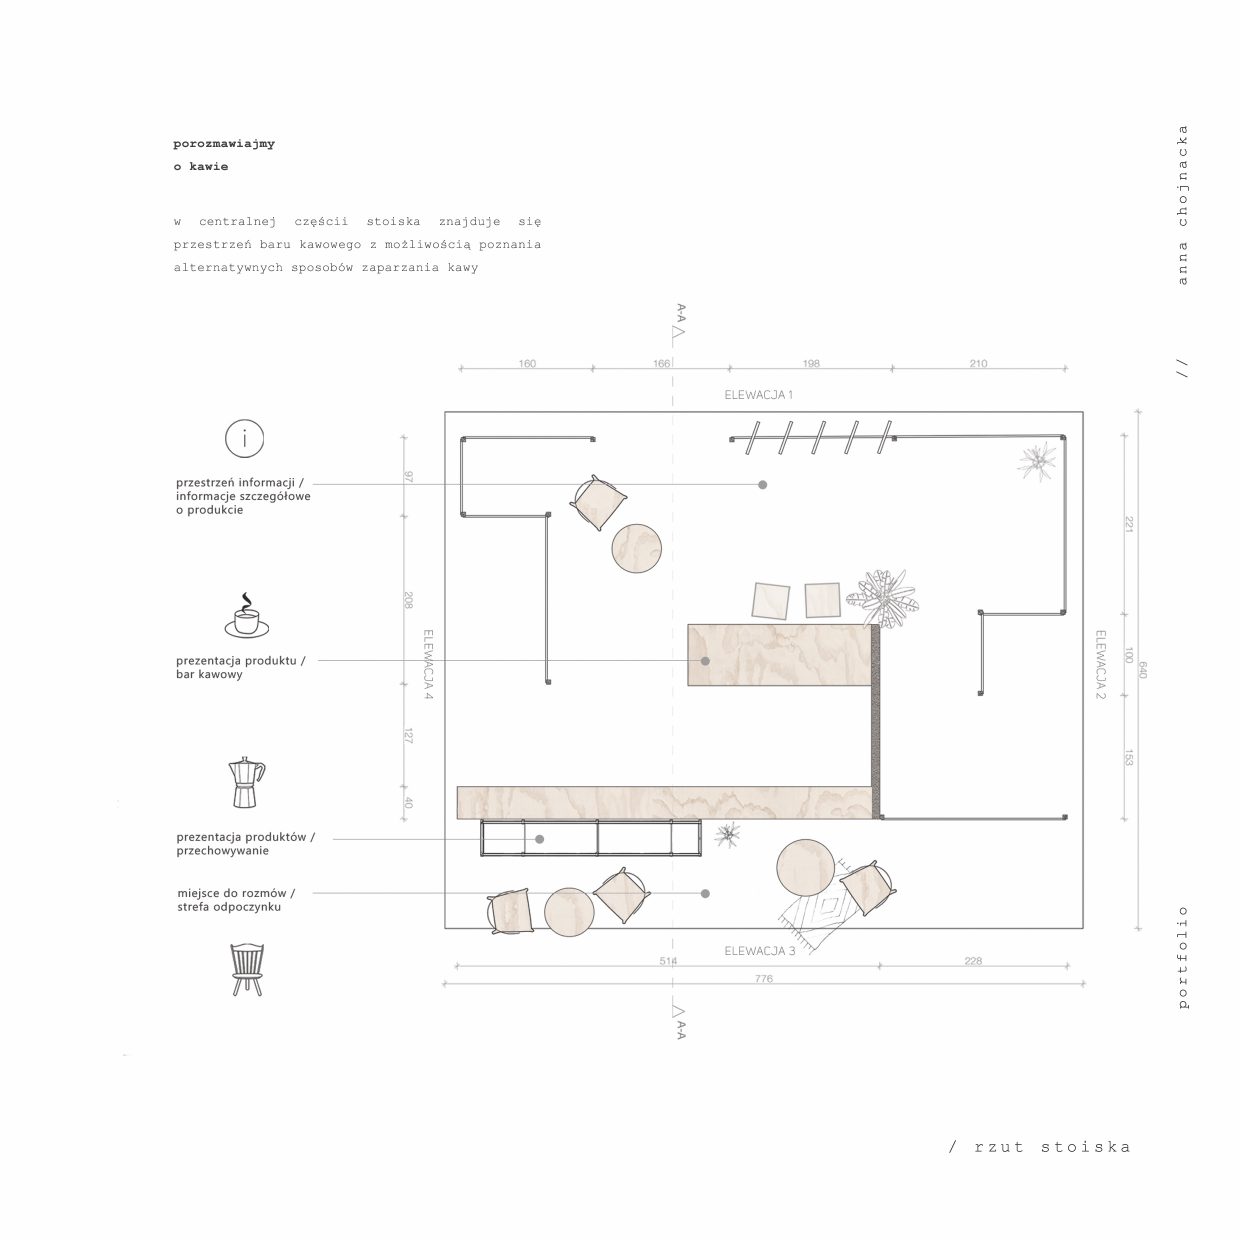 porozmawiajmy
o kawie
w centralnej częścii stoiska znajduje się
przestrzeń baru kawowego z możliwością poznania
alternatywnych sposobów zaparzania kawy
anna chojnacka
//
portfolio
A-A
160
166
198
210
ELEWACJA 1
i
przestrzeń informacji /
informacje szczegółowe
o produkcie
97
221
208
prezentacja produktu /
bar kawowy
ELEWACJA 4
ELEWACJA 2
100
640
127
153
40
prezentacja produktów /
przechowywanie
miejsce do rozmów /
strefa odpoczynku
ELEWACJA 3
514
228
776
A-A
/ rzut stoiska